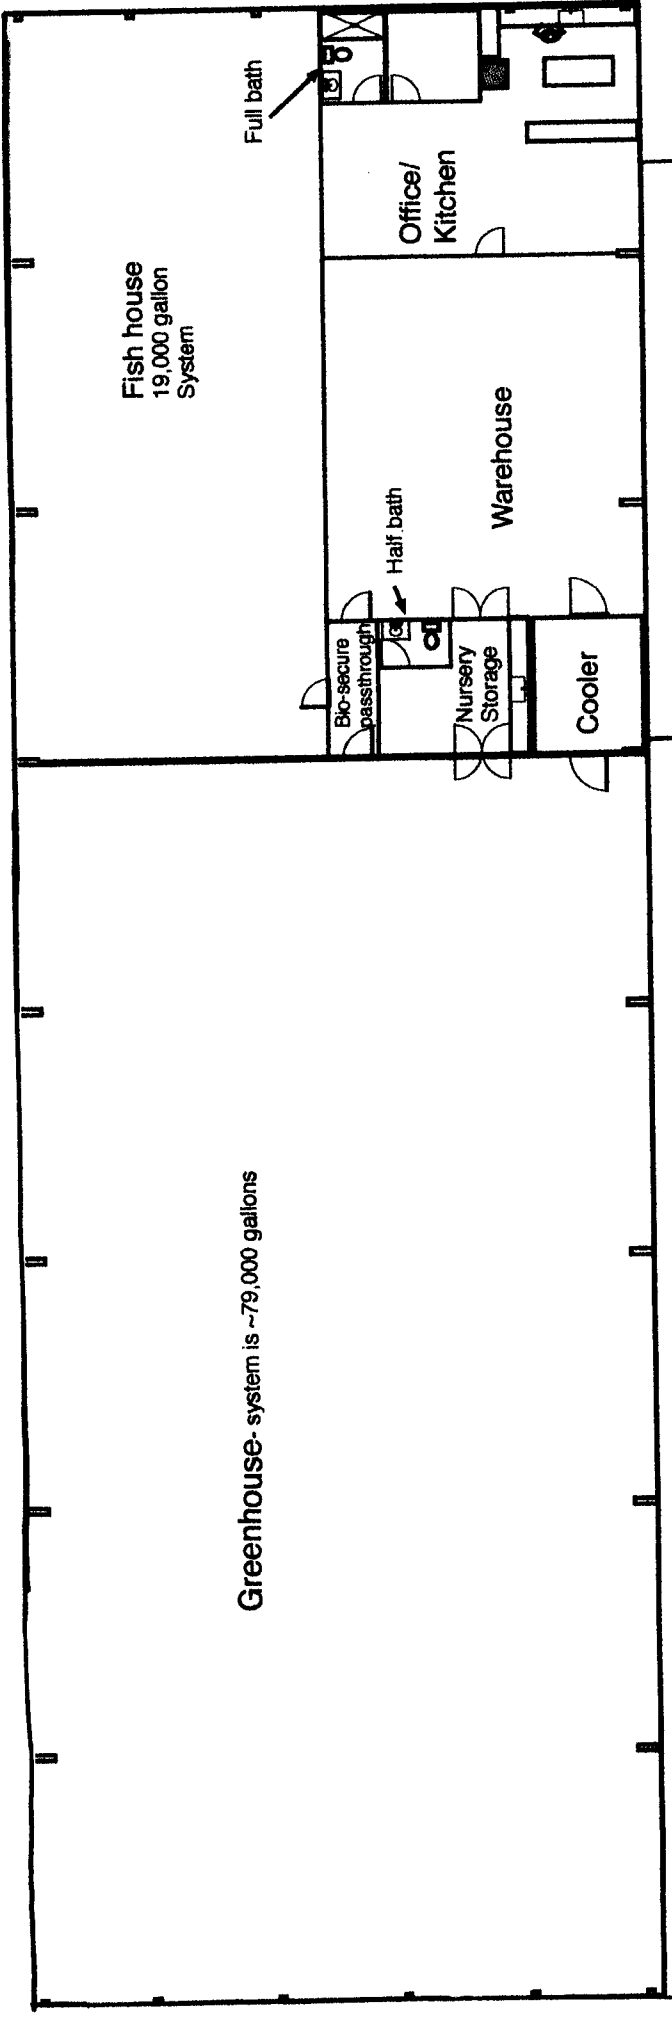 Full bath
Office/
Kitchen
Fish house
19,000 gallon
System
Warehouse
Half bath
Bio-secure
passthrough
Nursery
Storage
Cooler
Greenhouse- system is ~79,000 gallons